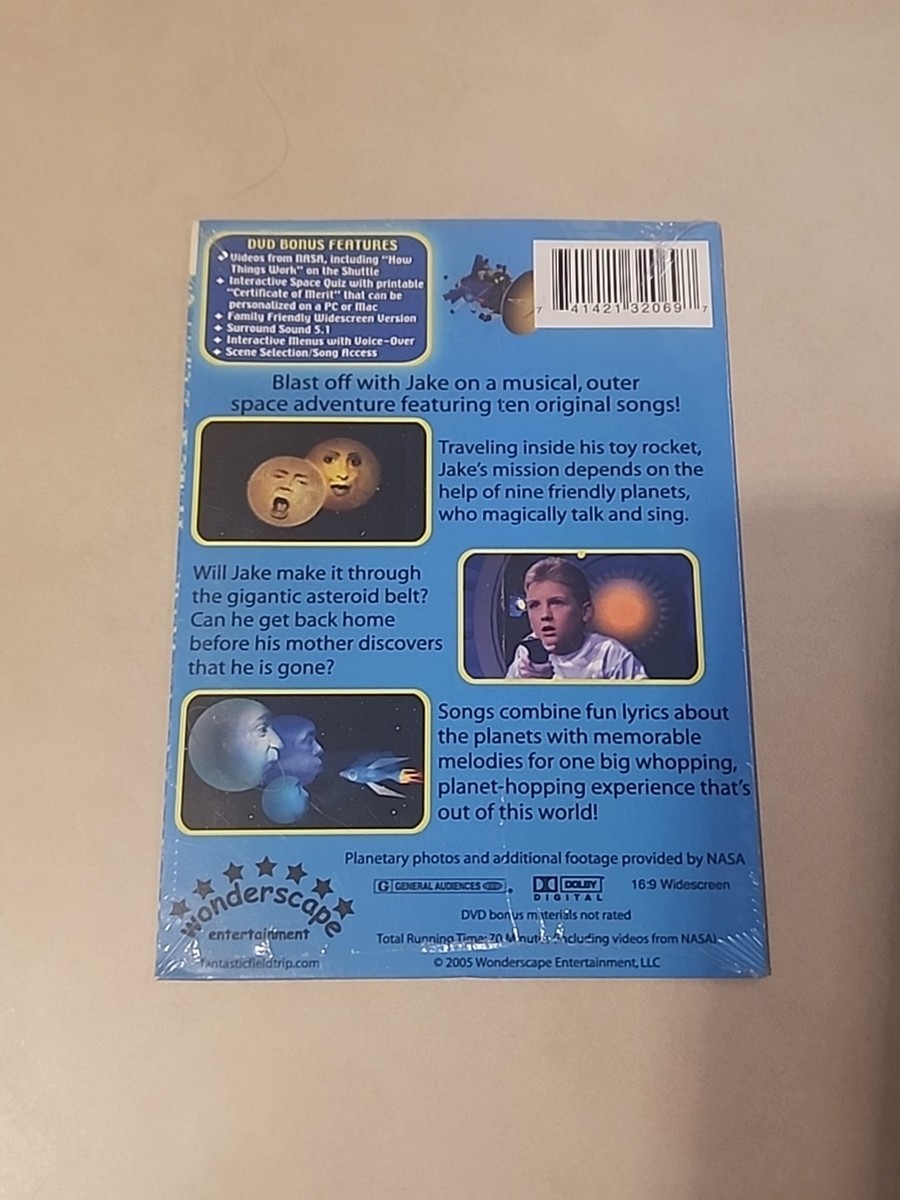 DVD BONUS FEATURES
Videos from NASA, including "How
Things Work" on the Shuttle
Interactive Space Quiz with printable
"Certificate of Merit" that can be
personalized on a PC or Mac
Family Friendly Widescreen Version
Surround Sound 5.1
Interactive Menus with Voice-Over
Scene Selection/Song Access
7 41421 32069 7
Blast off with Jake on a musical, outer
space adventure featuring ten original songs!
Traveling inside his toy rocket,
Jake's mission depends on the
help of nine friendly planets,
who magically talk and sing.
Will Jake make it through
the gigantic asteroid belt?
Can he get back home
before his mother discovers
that he is gone?
Songs combine fun lyrics about
the planets with memorable
melodies for one big whopping,
planet-hopping experience that's
out of this world!
Planetary photos and additional footage provided by NASA
G GENERAL AUDIENCES
DOLBY
DIGITAL
16:9 Widescreen
DVD bonus materials not rated
wonderscape
entertainment
Total Running Time: 70 Minutes (including videos from NASA)
fantasticfieldtrip.com
© 2005 Wonderscape Entertainment, LLC